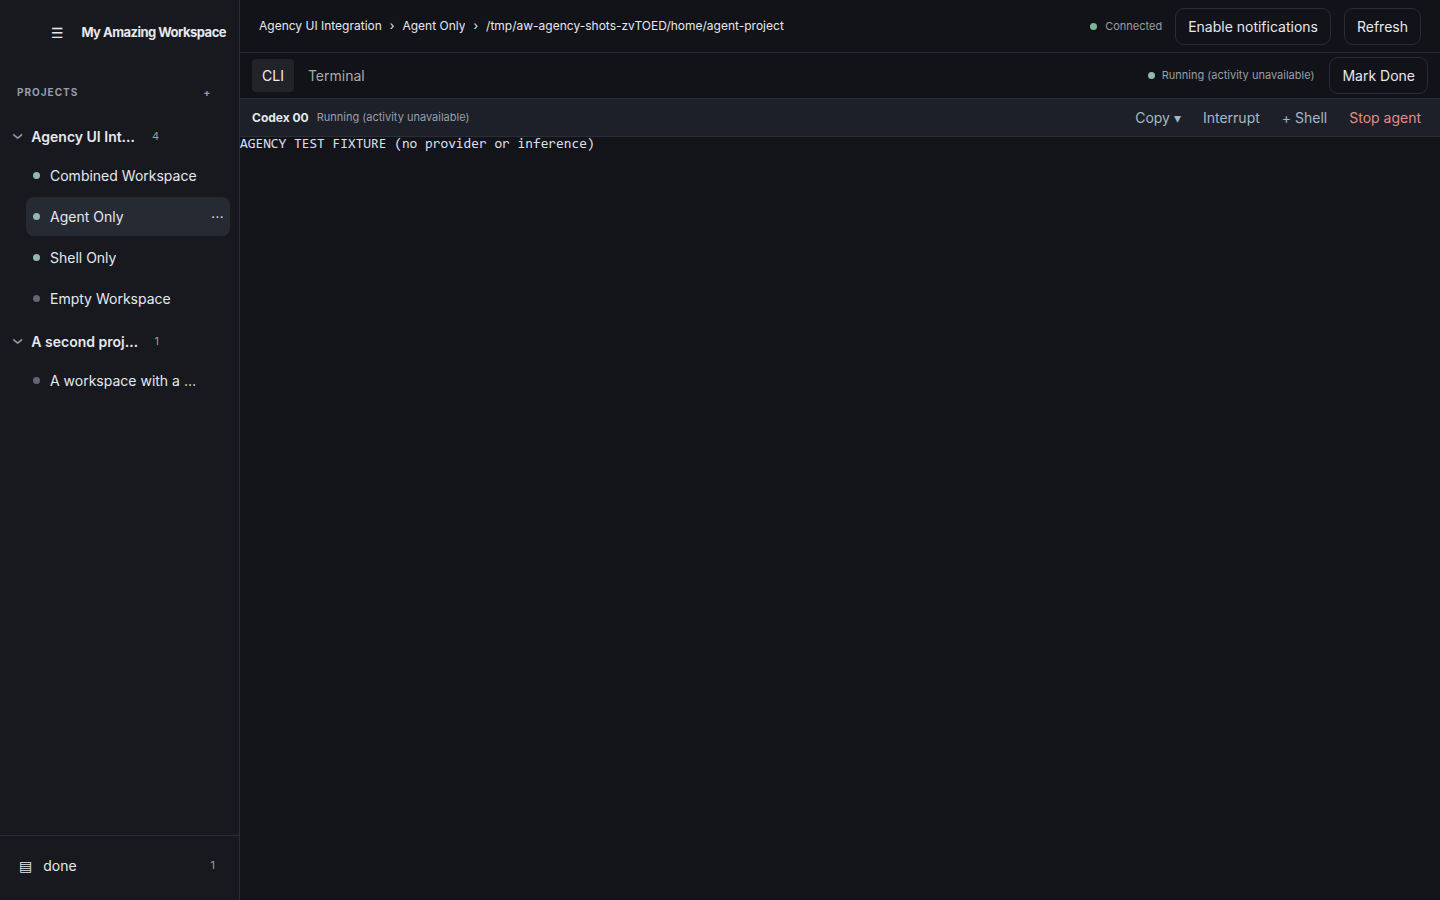 ☰ My Amazing Workspace
PROJECTS +
Agency UI Int... 4
Combined Workspace
Agent Only ...
Shell Only
Empty Workspace
A second proj... 1
A workspace with a ...
done 1
Agency UI Integration › Agent Only › /tmp/aw-agency-shots-zvTOED/home/agent-project
Connected Enable notifications Refresh
CLI Terminal
Running (activity unavailable) Mark Done
Codex 00 Running (activity unavailable)
Copy ▾ Interrupt + Shell Stop agent
AGENCY TEST FIXTURE (no provider or inference)